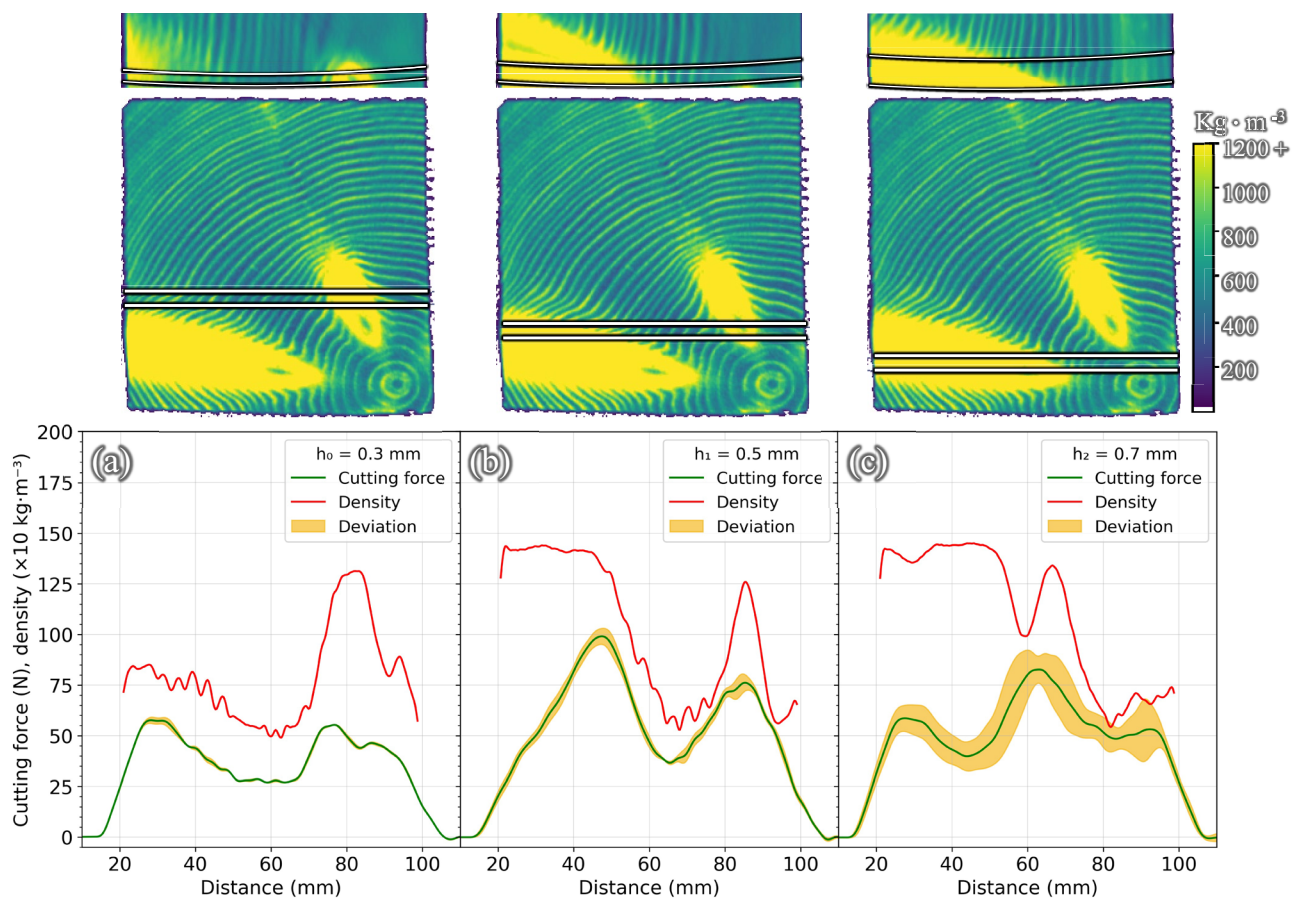 Kg · m⁻³
1200 +
1000
800
600
400
200
Cutting force (N), density (×10 kg·m⁻³)
200
175
150
125
100
75
50
25
0
(a)
h₀ = 0.3 mm
Cutting force
Density
Deviation
20 40 60 80 100
Distance (mm)
(b)
h₁ = 0.5 mm
Cutting force
Density
Deviation
20 40 60 80 100
Distance (mm)
(c)
h₂ = 0.7 mm
Cutting force
Density
Deviation
20 40 60 80 100
Distance (mm)